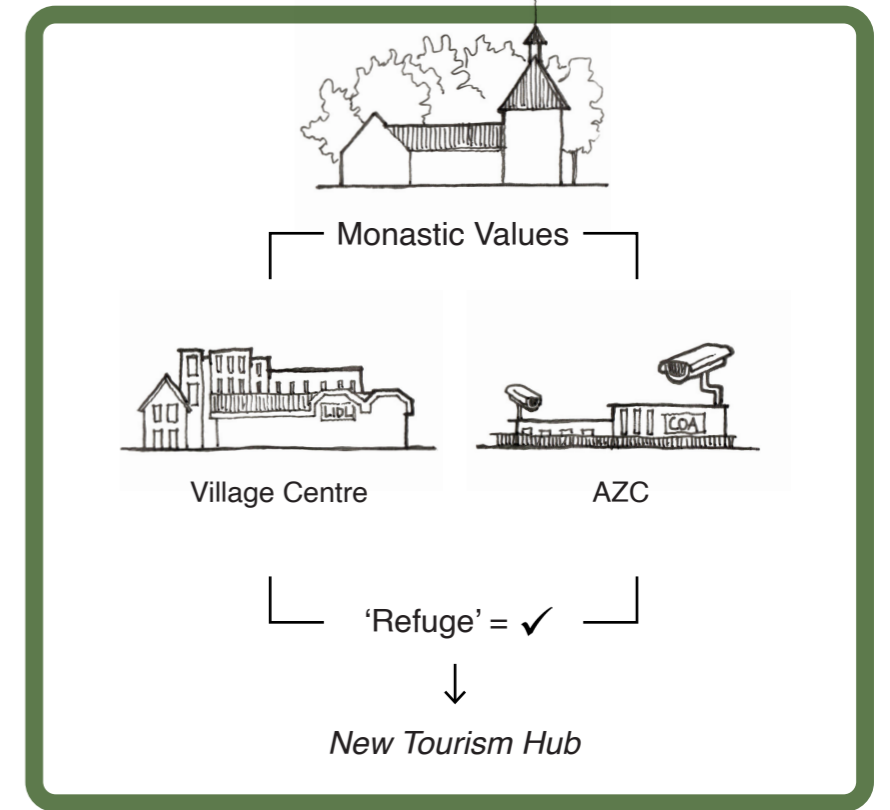 Monastic Values
LIDL
COA
Village Centre
AZC
‘Refuge’ = ✓
↓
New Tourism Hub